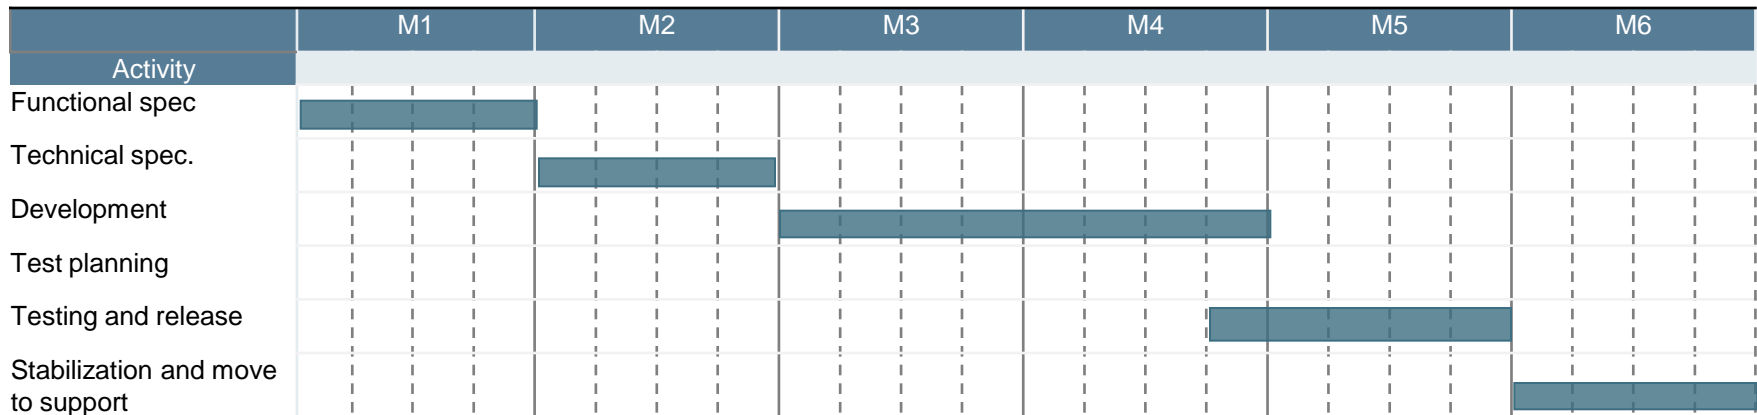 M1 M2 M3 M4 M5 M6
Activity
Functional spec
Technical spec.
Development
Test planning
Testing and release
Stabilization and move
to support